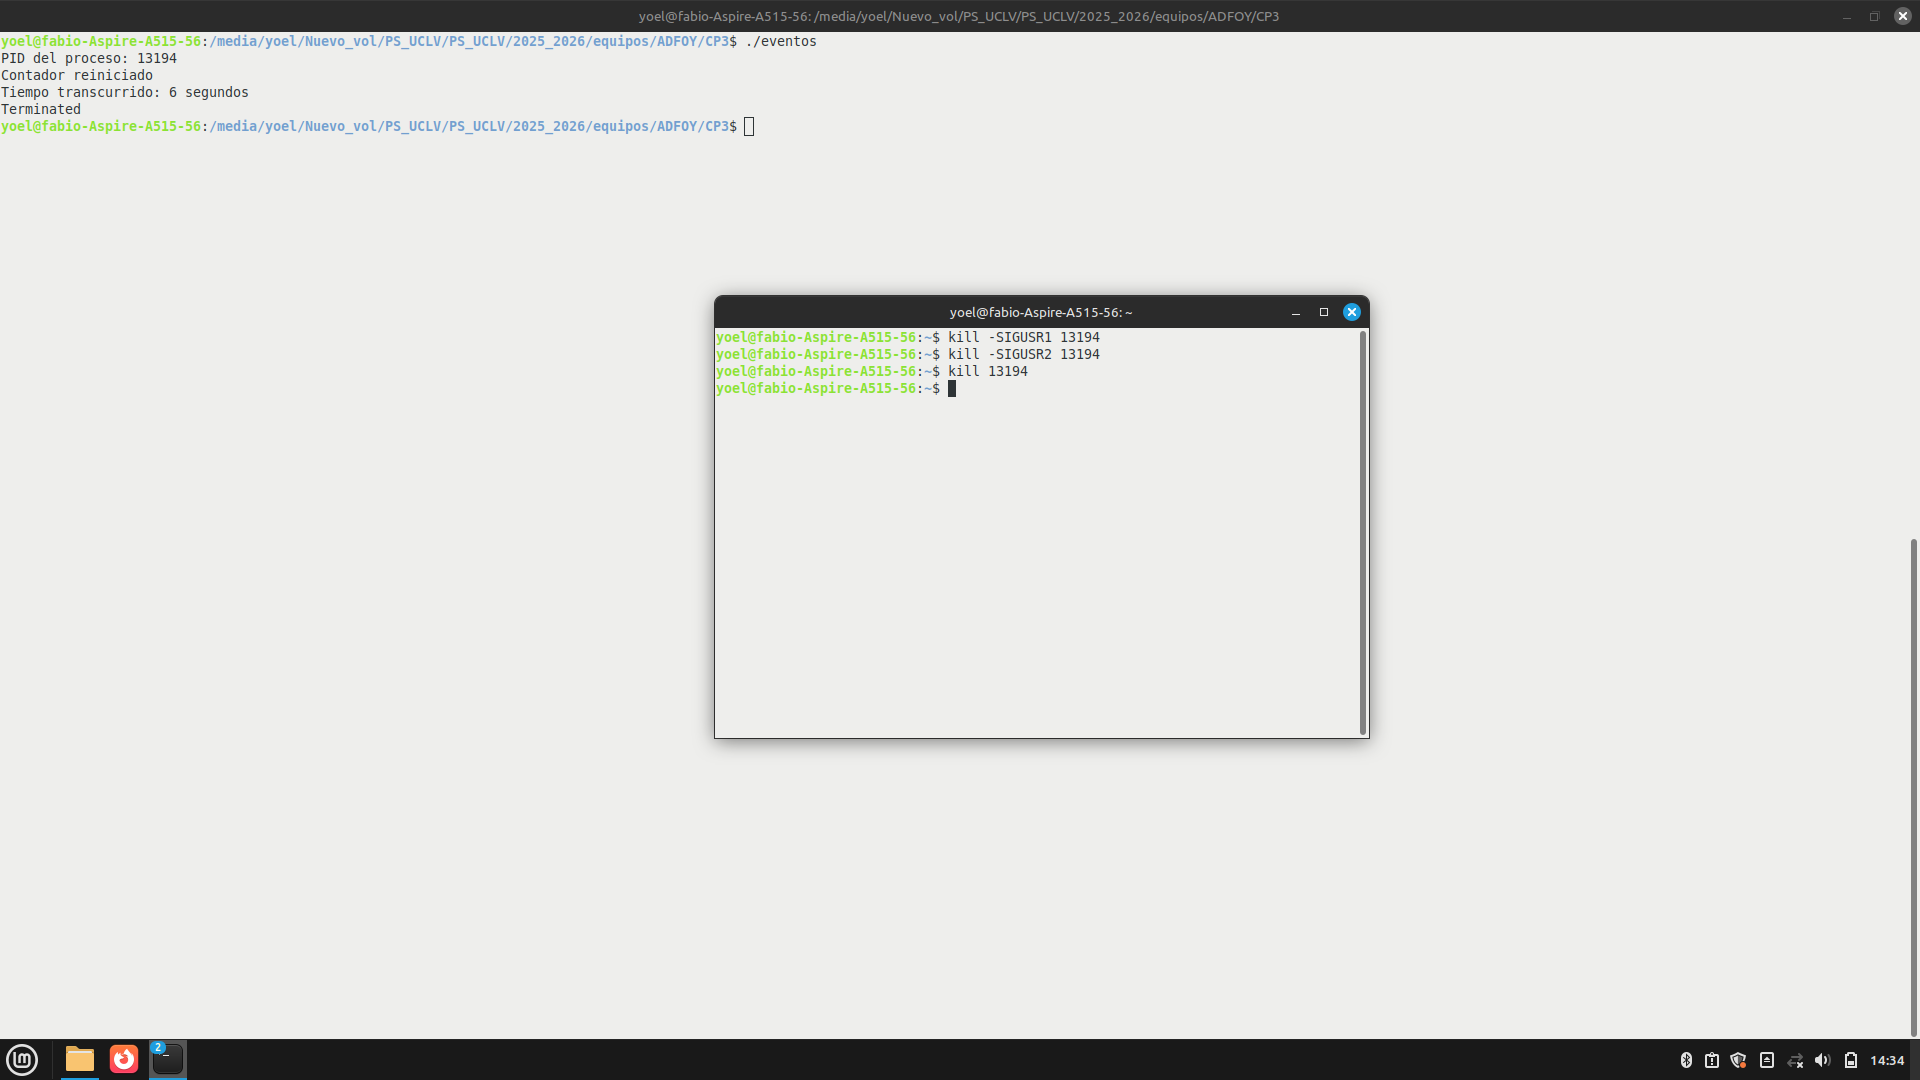 yoel@fabio-Aspire-A515-56: /media/yoel/Nuevo_vol/PS_UCLV/PS_UCLV/2025_2026/equipos/ADFOY/CP3
yoel@fabio-Aspire-A515-56:/media/yoel/Nuevo_vol/PS_UCLV/PS_UCLV/2025_2026/equipos/ADFOY/CP3$ ./eventos
PID del proceso: 13194
Contador reiniciado
Tiempo transcurrido: 6 segundos
Terminated
yoel@fabio-Aspire-A515-56:/media/yoel/Nuevo_vol/PS_UCLV/PS_UCLV/2025_2026/equipos/ADFOY/CP3$
yoel@fabio-Aspire-A515-56: ~
yoel@fabio-Aspire-A515-56:~$ kill -SIGUSR1 13194
yoel@fabio-Aspire-A515-56:~$ kill -SIGUSR2 13194
yoel@fabio-Aspire-A515-56:~$ kill 13194
yoel@fabio-Aspire-A515-56:~$
2
14:34